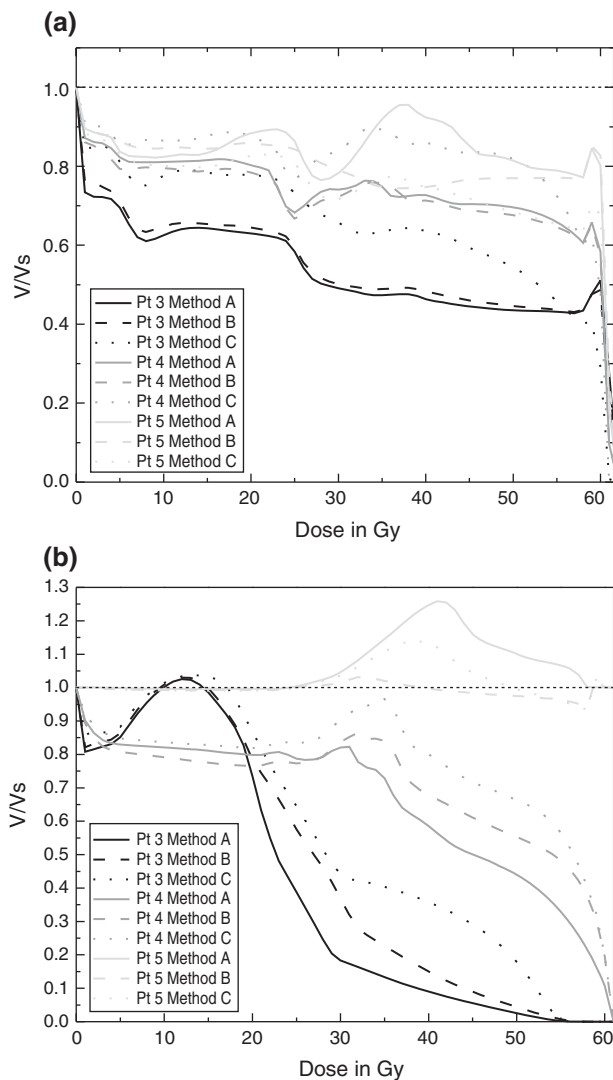 (a)
1.0
0.8
0.6
0.4
0.2
0.0
V/Vs
Pt 3 Method A
Pt 3 Method B
Pt 3 Method C
Pt 4 Method A
Pt 4 Method B
Pt 4 Method C
Pt 5 Method A
Pt 5 Method B
Pt 5 Method C
0 10 20 30 40 50 60
Dose in Gy
(b)
1.3
1.2
1.1
1.0
0.9
0.8
0.7
0.6
0.5
0.4
0.3
0.2
0.1
0.0
V/Vs
Pt 3 Method A
Pt 3 Method B
Pt 3 Method C
Pt 4 Method A
Pt 4 Method B
Pt 4 Method C
Pt 5 Method A
Pt 5 Method B
Pt 5 Method C
0 10 20 30 40 50 60
Dose in Gy